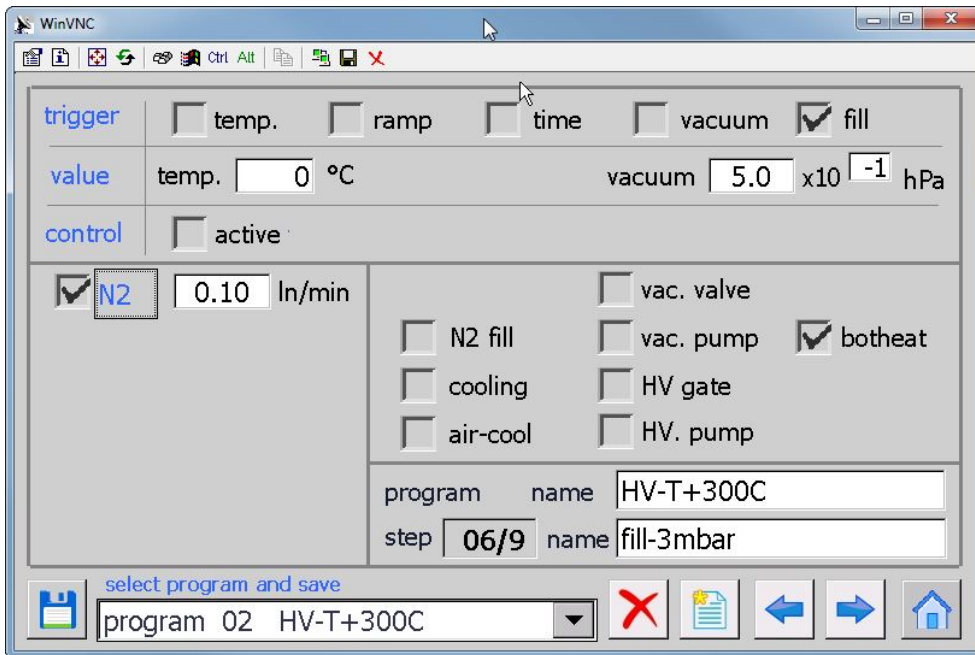 WinVNC
Ctrl Alt
trigger temp. ramp time vacuum fill
value temp. 0 °C vacuum 5.0 x10 -1 hPa
control active
N2 0.10 ln/min
vac. valve
N2 fill vac. pump botheat
cooling HV gate
air-cool HV. pump
program name HV-T+300C
step 06/9 name fill-3mbar
select program and save
program 02 HV-T+300C